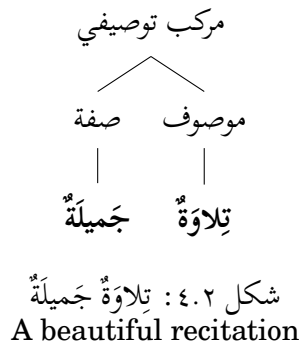 مركب توصيفي
موصوف صفة
تِلاوَةٌ جَميلَةٌ
شكل ٤.٢: تِلاوَةٌ جَميلَةٌ
A beautiful recitation